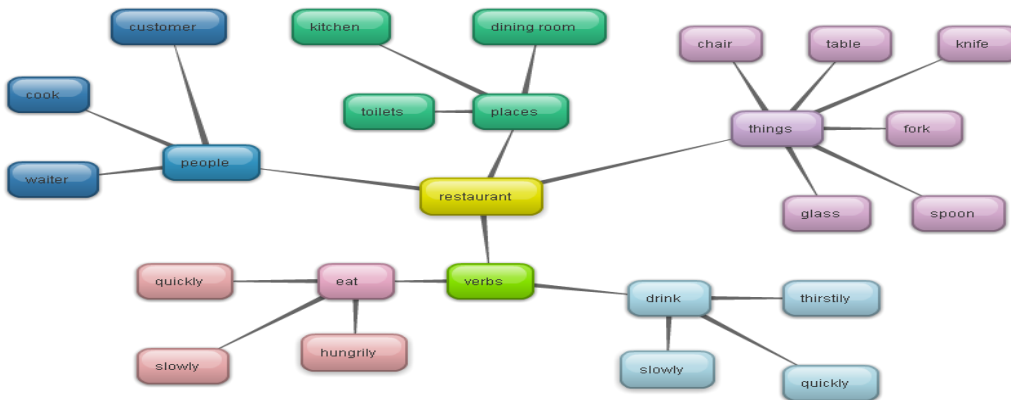 customer
kitchen
dining room
chair
table
knife
cook
toilets
places
things
fork
people
waiter
restaurant
glass
spoon
quickly
eat
verbs
drink
thirstily
slowly
hungrily
slowly
quickly